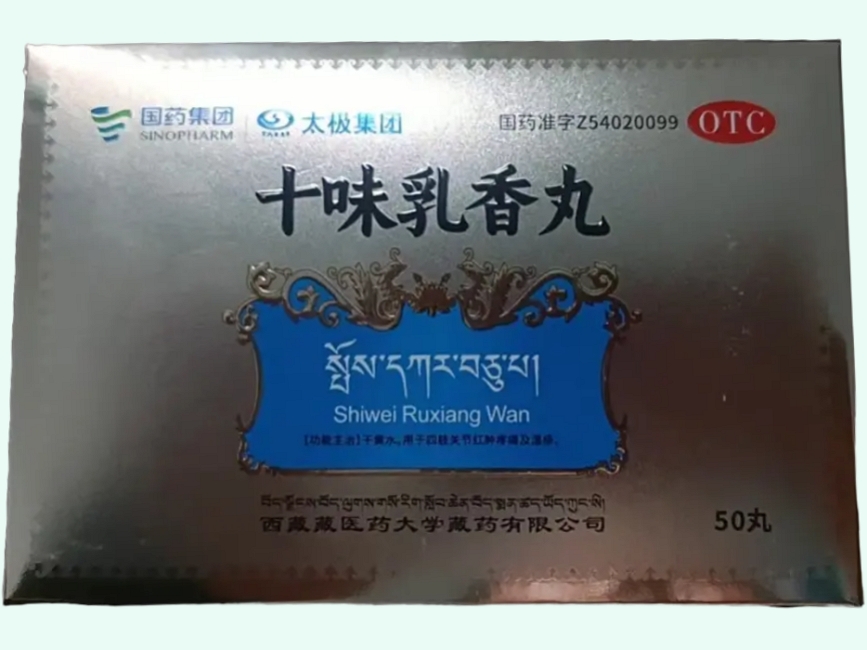 国药集团 太极集团 国药准字Z54020099 OTC
SINOPHARM TAIJI
十味乳香丸
སྤོས་དཀར་བཅུ་པ།
Shiwei Ruxiang Wan
【功能主治】干黄水。用于四肢关节红肿疼痛及湿疹。
西藏藏医药大学藏药有限公司
50丸